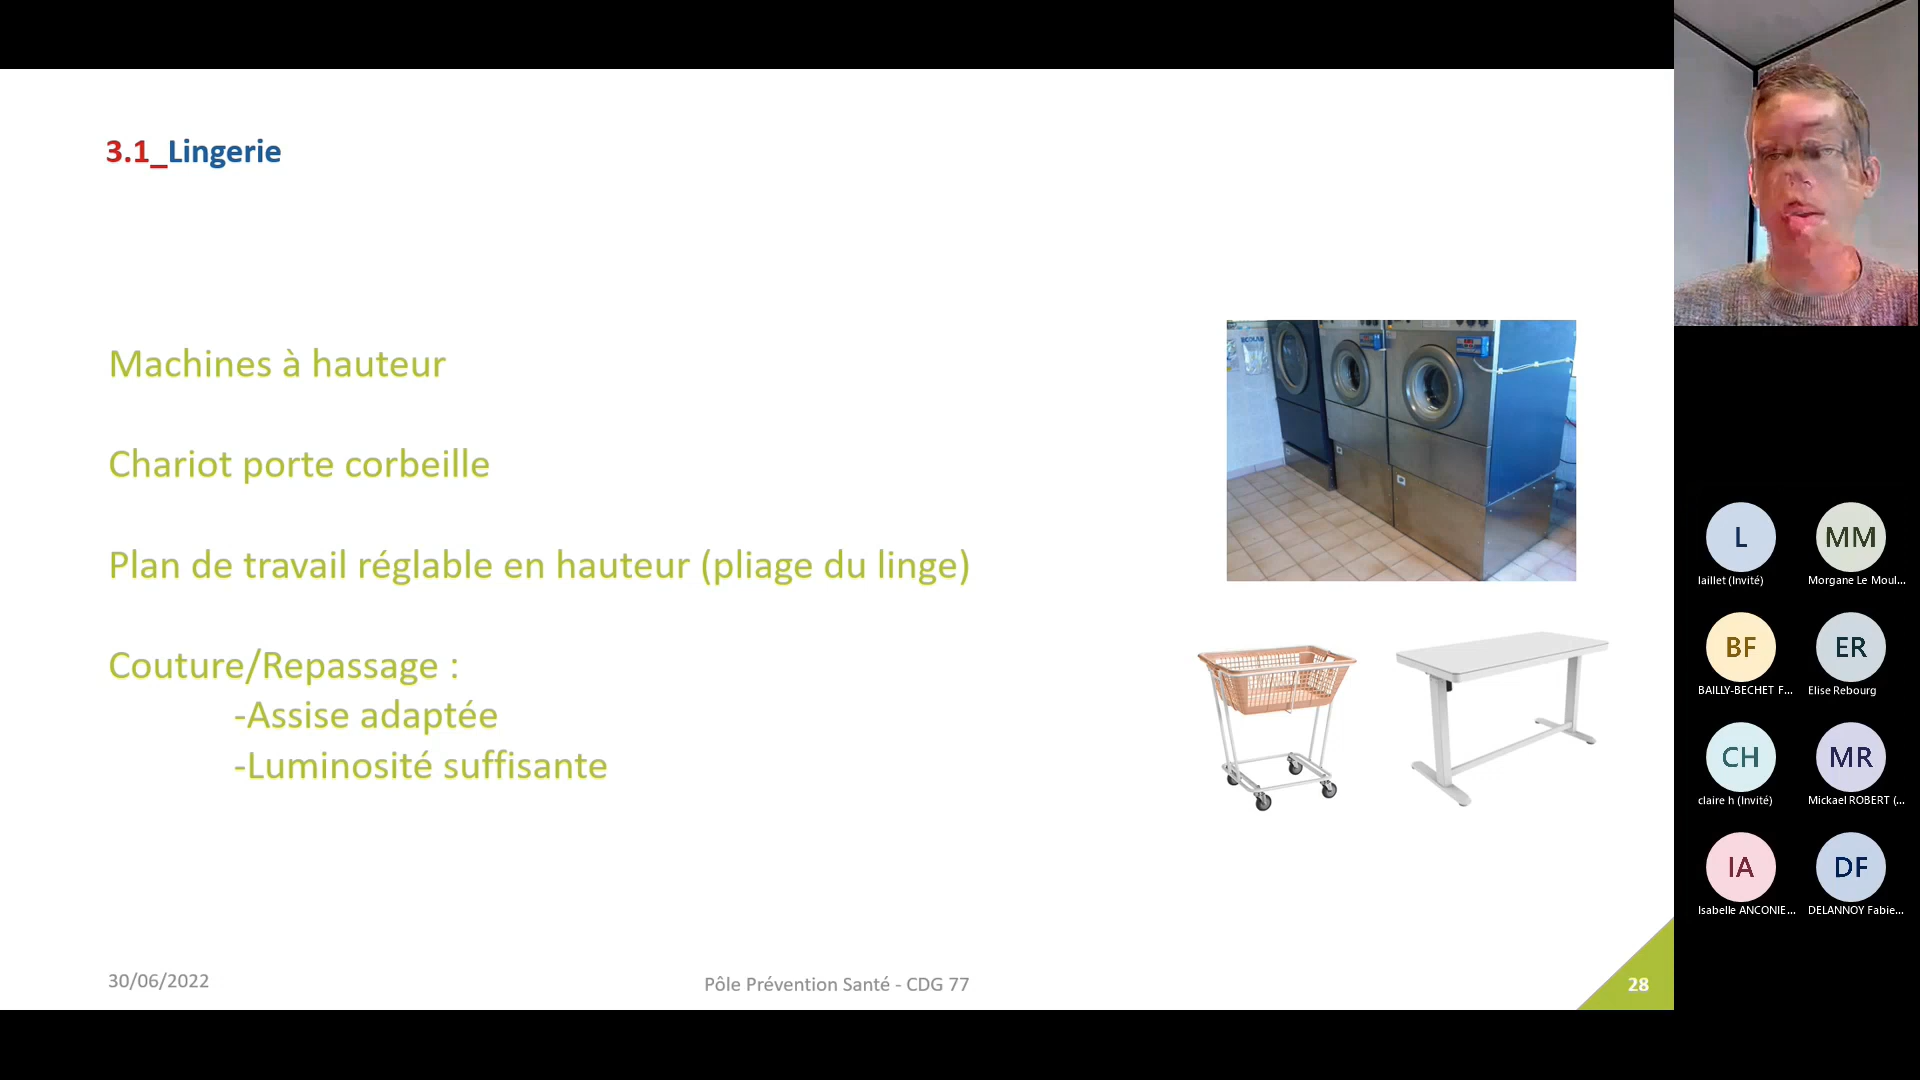 3.1_Lingerie
Machines à hauteur
Chariot porte corbeille
Plan de travail réglable en hauteur (pliage du linge)
Couture/Repassage :
-Assise adaptée
-Luminosité suffisante
ECOLAB
30/06/2022
Pôle Prévention Santé - CDG 77
28
L
laillet (Invité)
MM
Morgane Le Moul...
BF
BAILLY-BECHET F...
ER
Elise Rebourg
CH
claire h (Invité)
MR
Mickael ROBERT (...
IA
Isabelle ANCONIE...
DF
DELANNOY Fabie...